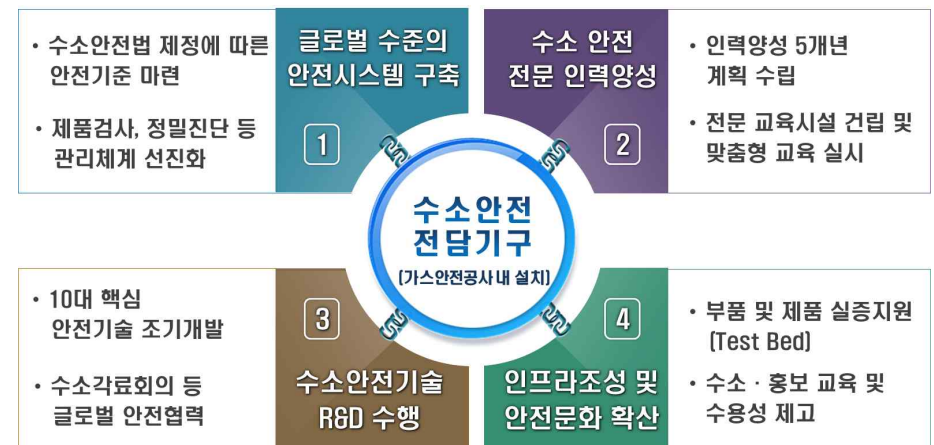 · 수소안전법 제정에 따른
안전기준 마련
· 제품검사, 정밀진단 등
관리체계 선진화
글로벌 수준의
안전시스템 구축
1
수소 안전
전문 인력양성
2
· 인력양성 5개년
계획 수립
· 전문 교육시설 건립 및
맞춤형 교육 실시
수소안전
전담기구
(가스안전공사 내 설치)
· 10대 핵심
안전기술 조기개발
· 수소각료회의 등
글로벌 안전협력
3
수소안전기술
R&D 수행
4
인프라조성 및
안전문화 확산
· 부품 및 제품 실증지원
(Test Bed)
· 수소 · 홍보 교육 및
수용성 제고